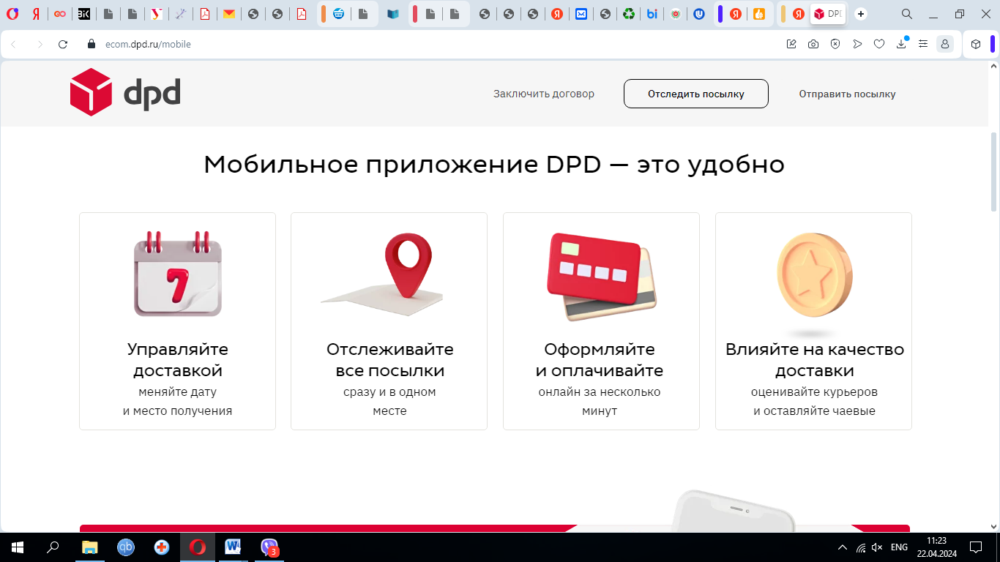 DPD
ecom.dpd.ru/mobile
dpd
Заключить договор
Отследить посылку
Отправить посылку
Мобильное приложение DPD — это удобно
7
Управляйте
доставкой
меняйте дату
и место получения
Отслеживайте
все посылки
сразу и в одном
месте
Оформляйте
и оплачивайте
онлайн за несколько
минут
Влияйте на качество
доставки
оценивайте курьеров
и оставляйте чаевые
qb
W
3
ENG
11:23
22.04.2024